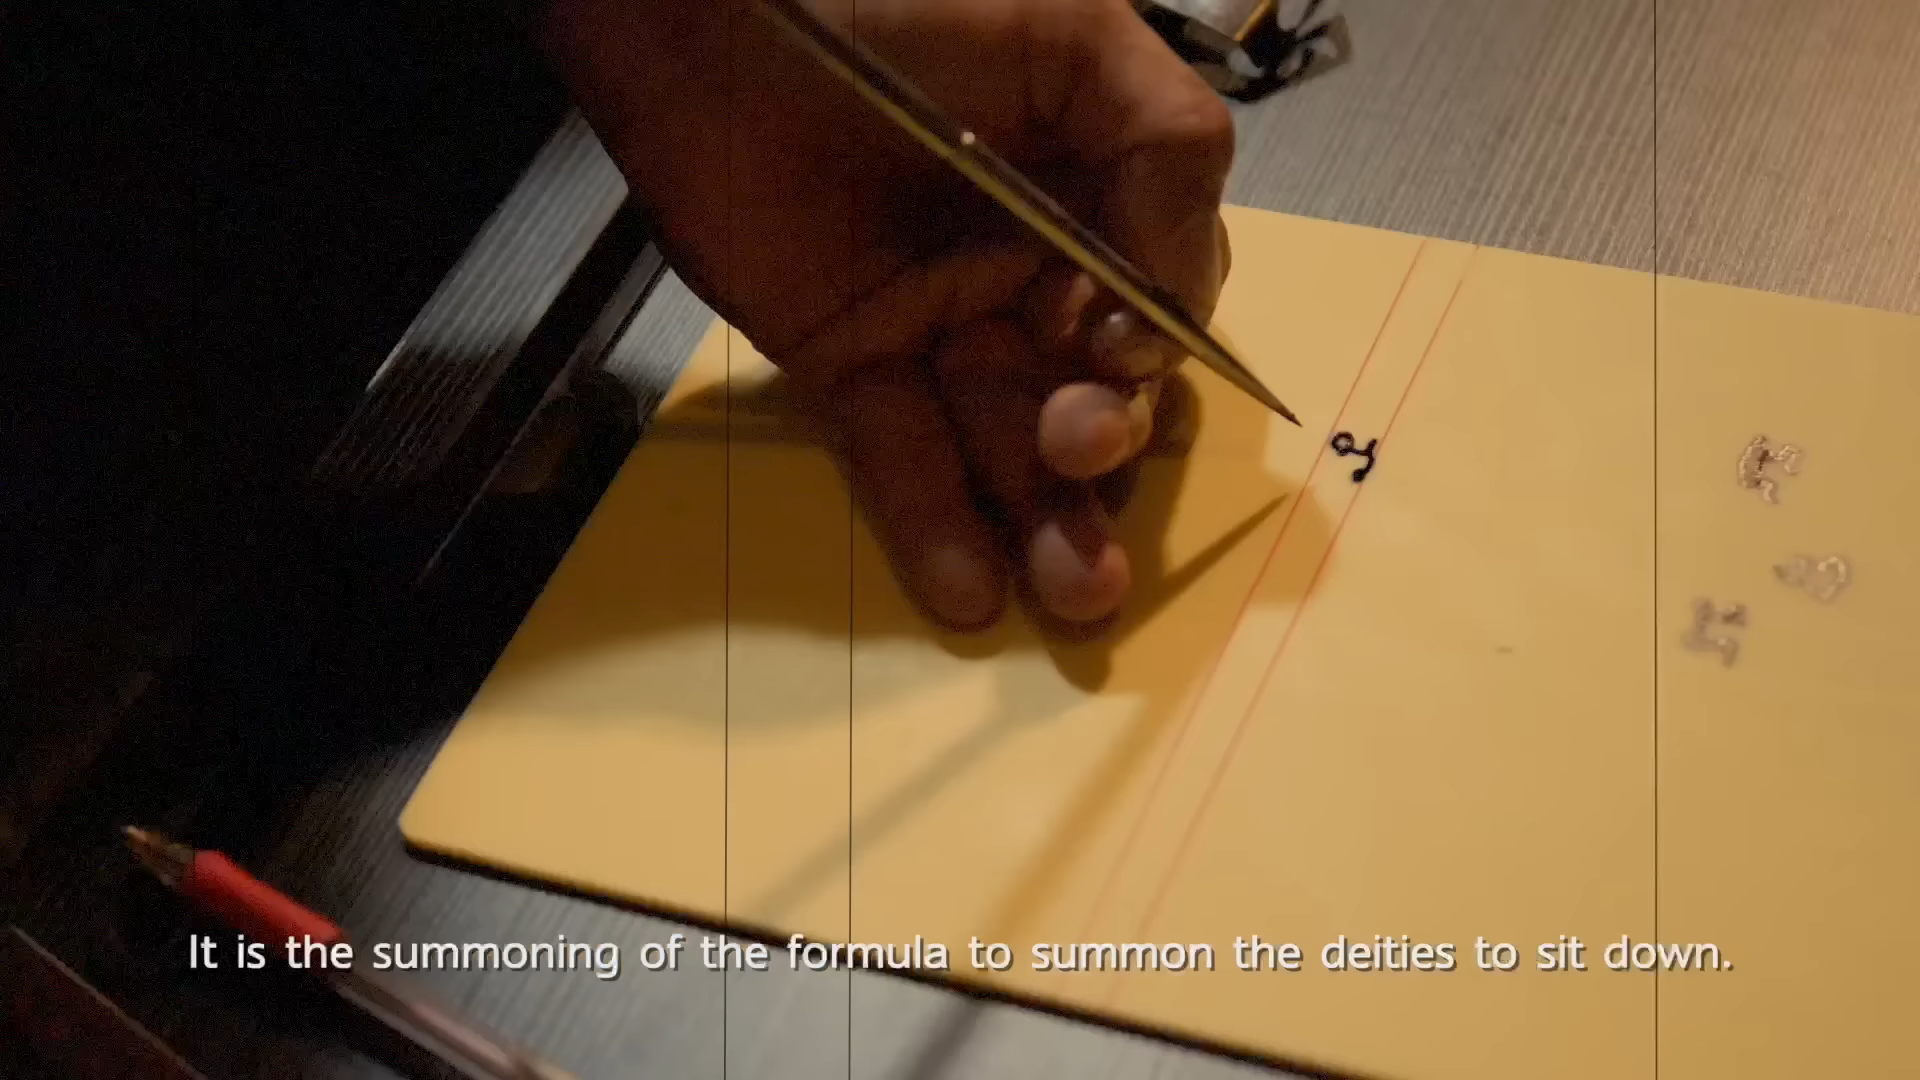 It is the summoning of the formula to summon the deities to sit down.